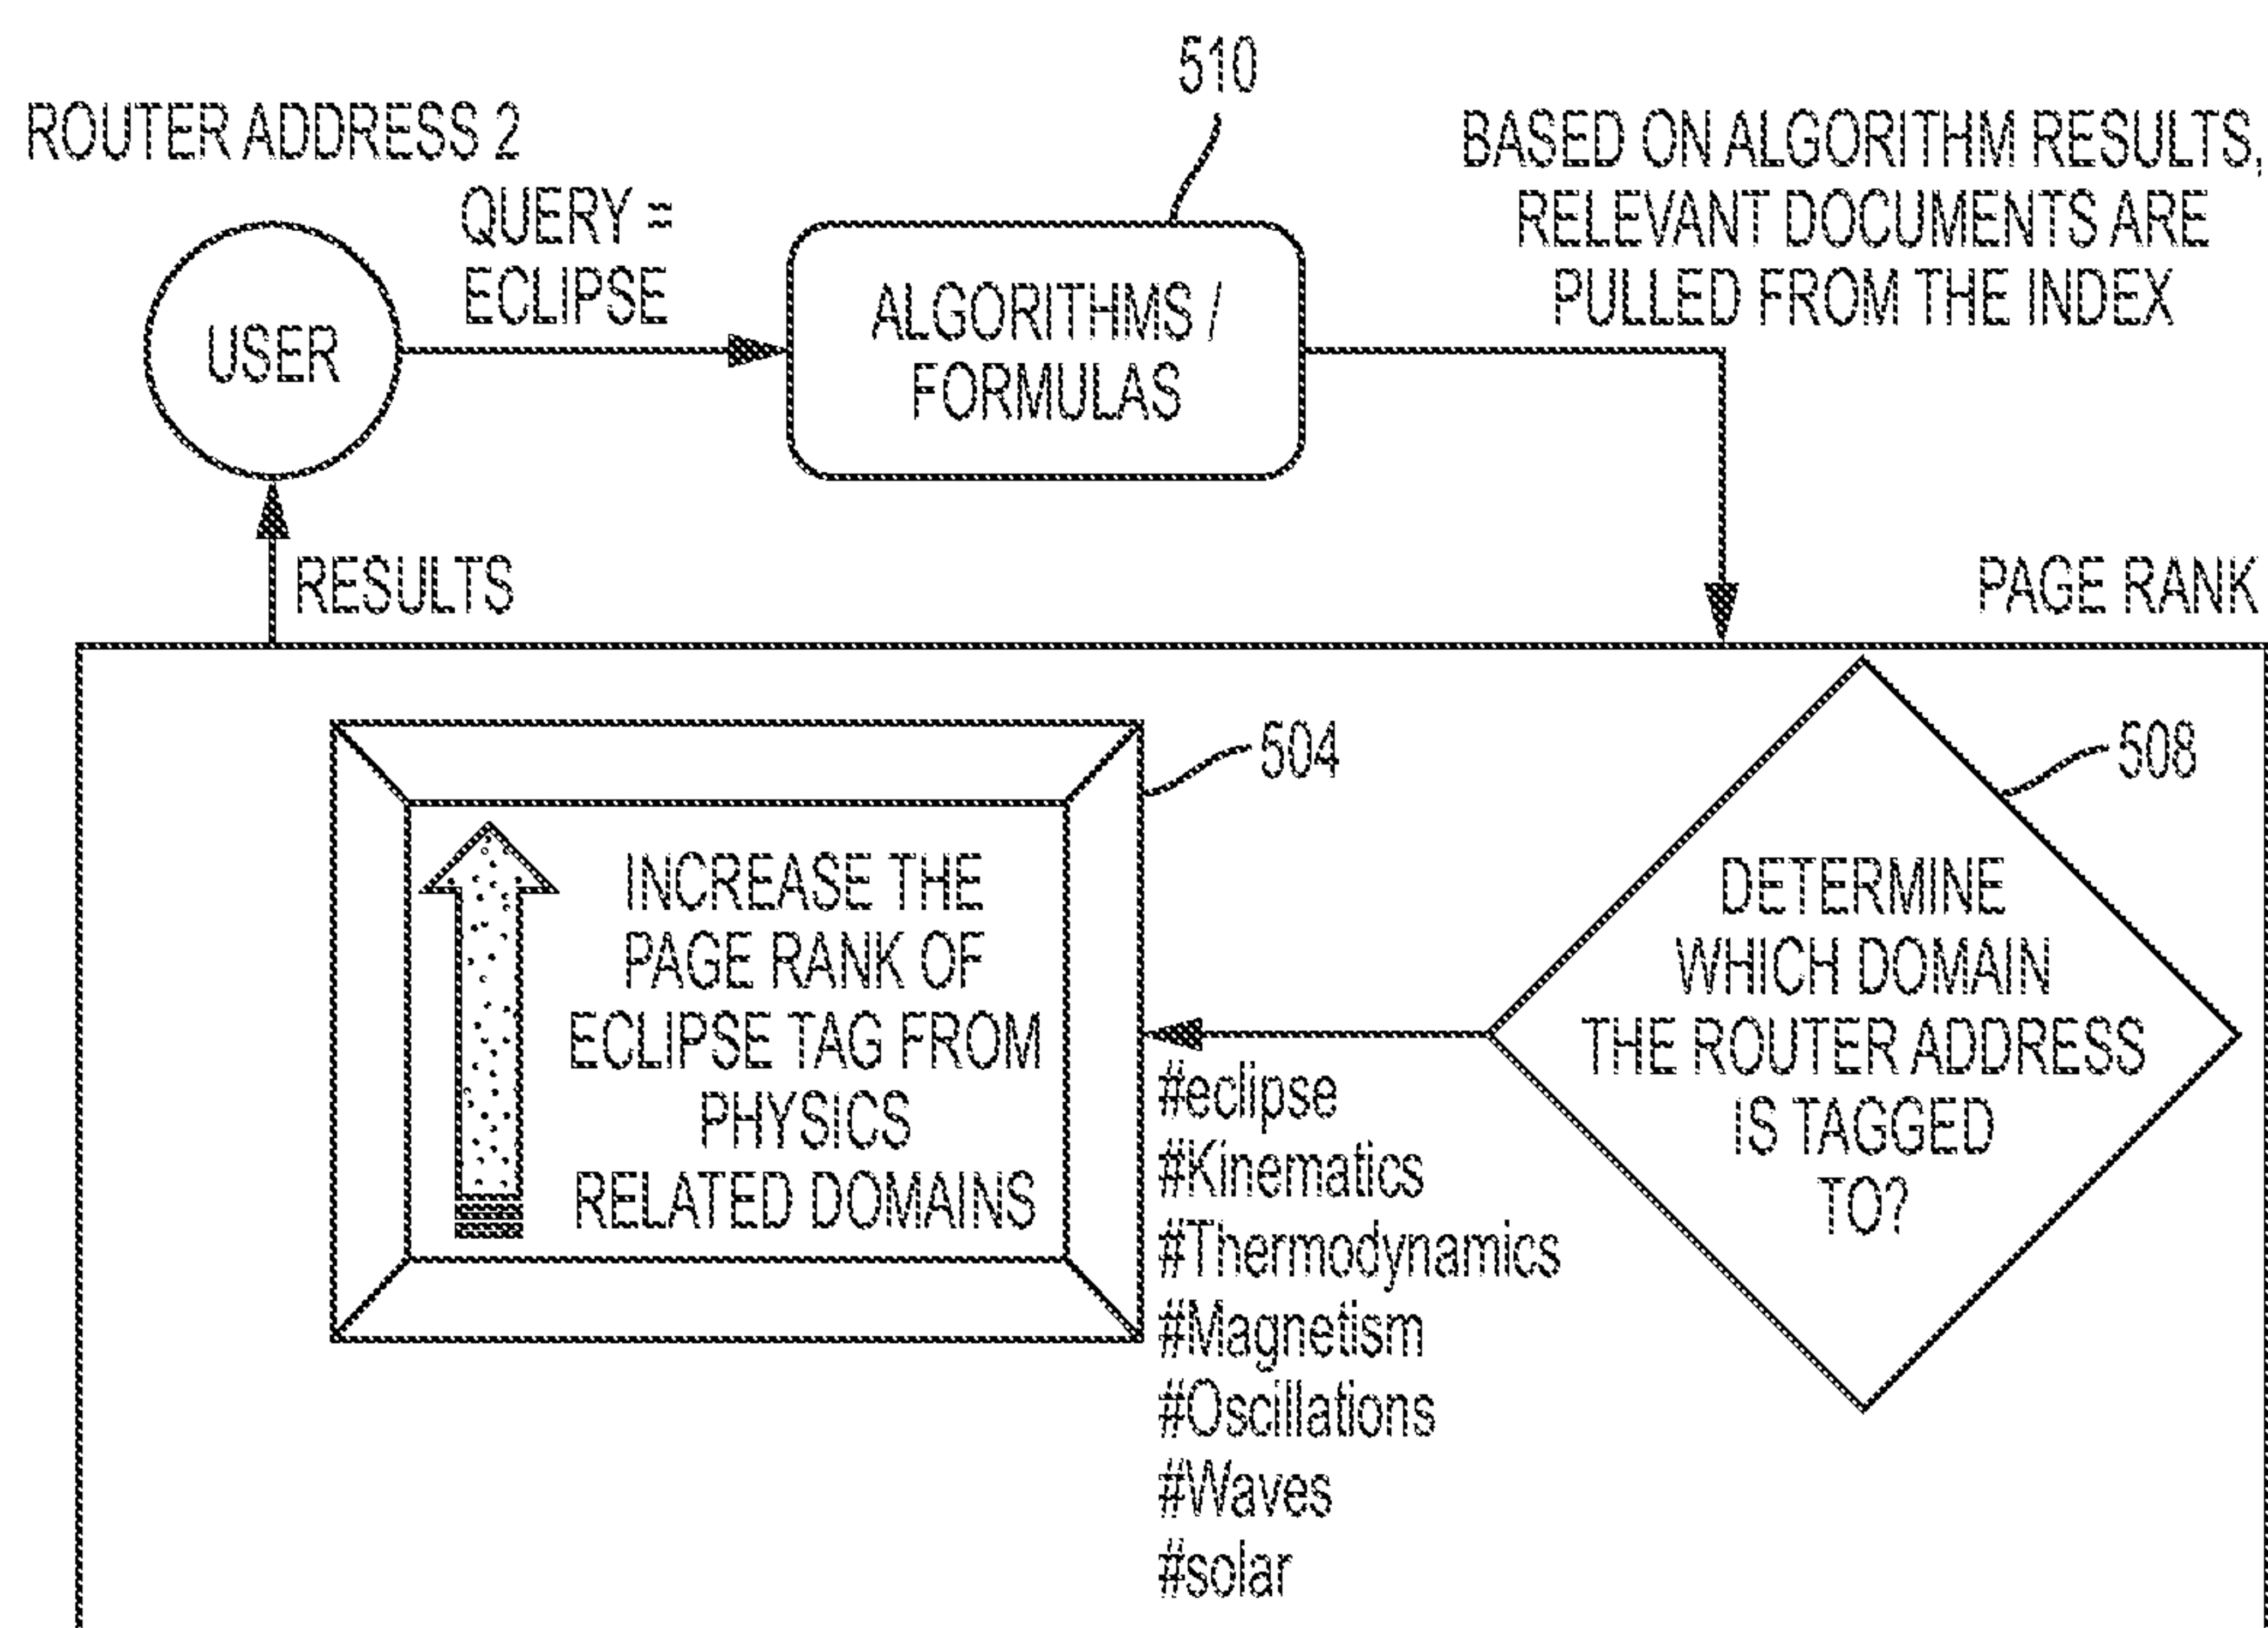 510
ROUTER ADDRESS 2
QUERY =
ECLIPSE
USER
ALGORITHMS /
FORMULAS
BASED ON ALGORITHM RESULTS,
RELEVANT DOCUMENTS ARE
PULLED FROM THE INDEX
RESULTS
PAGE RANK
504
508
INCREASE THE
PAGE RANK OF
ECLIPSE TAG FROM
PHYSICS
RELATED DOMAINS
DETERMINE
WHICH DOMAIN
THE ROUTER ADDRESS
IS TAGGED
TO?
#eclipse
#Kinematics
#Thermodynamics
#Magnetism
#Oscillations
#Waves
#solar